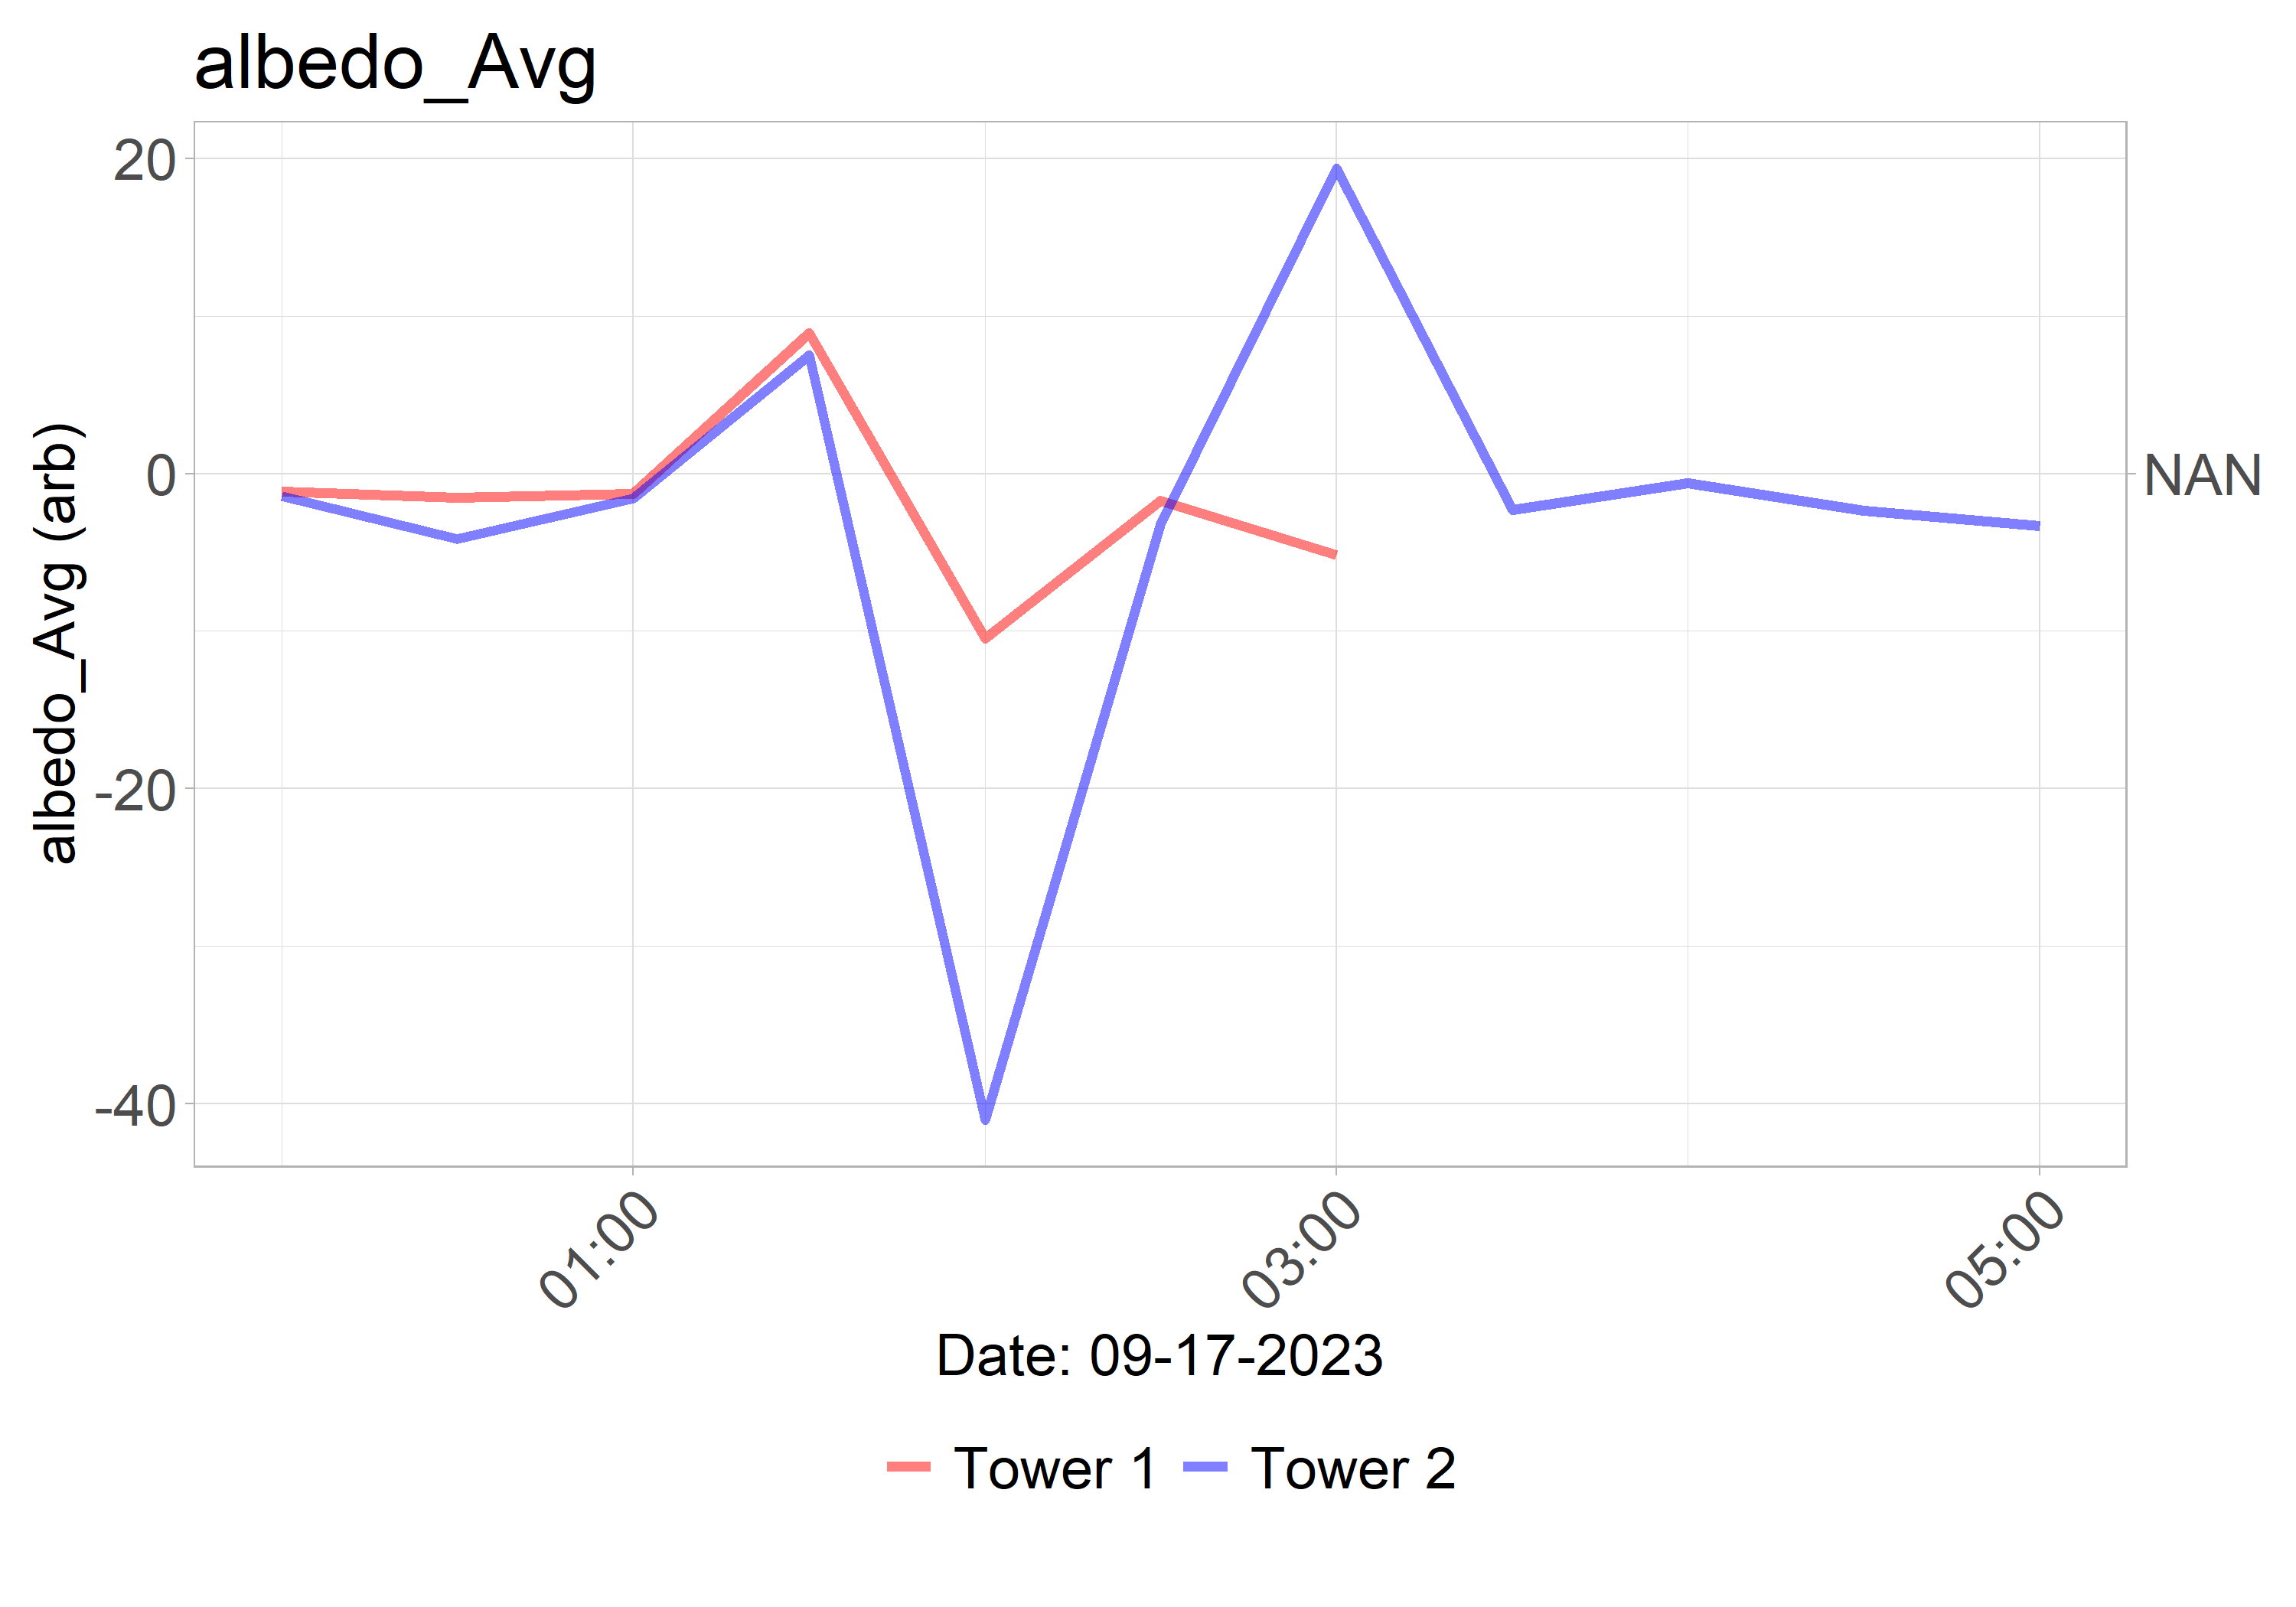 albedo_Avg
albedo_Avg (arb)
20
0
-20
-40
NAN
01:00
03:00
05:00
Date: 09-17-2023
Tower 1
Tower 2